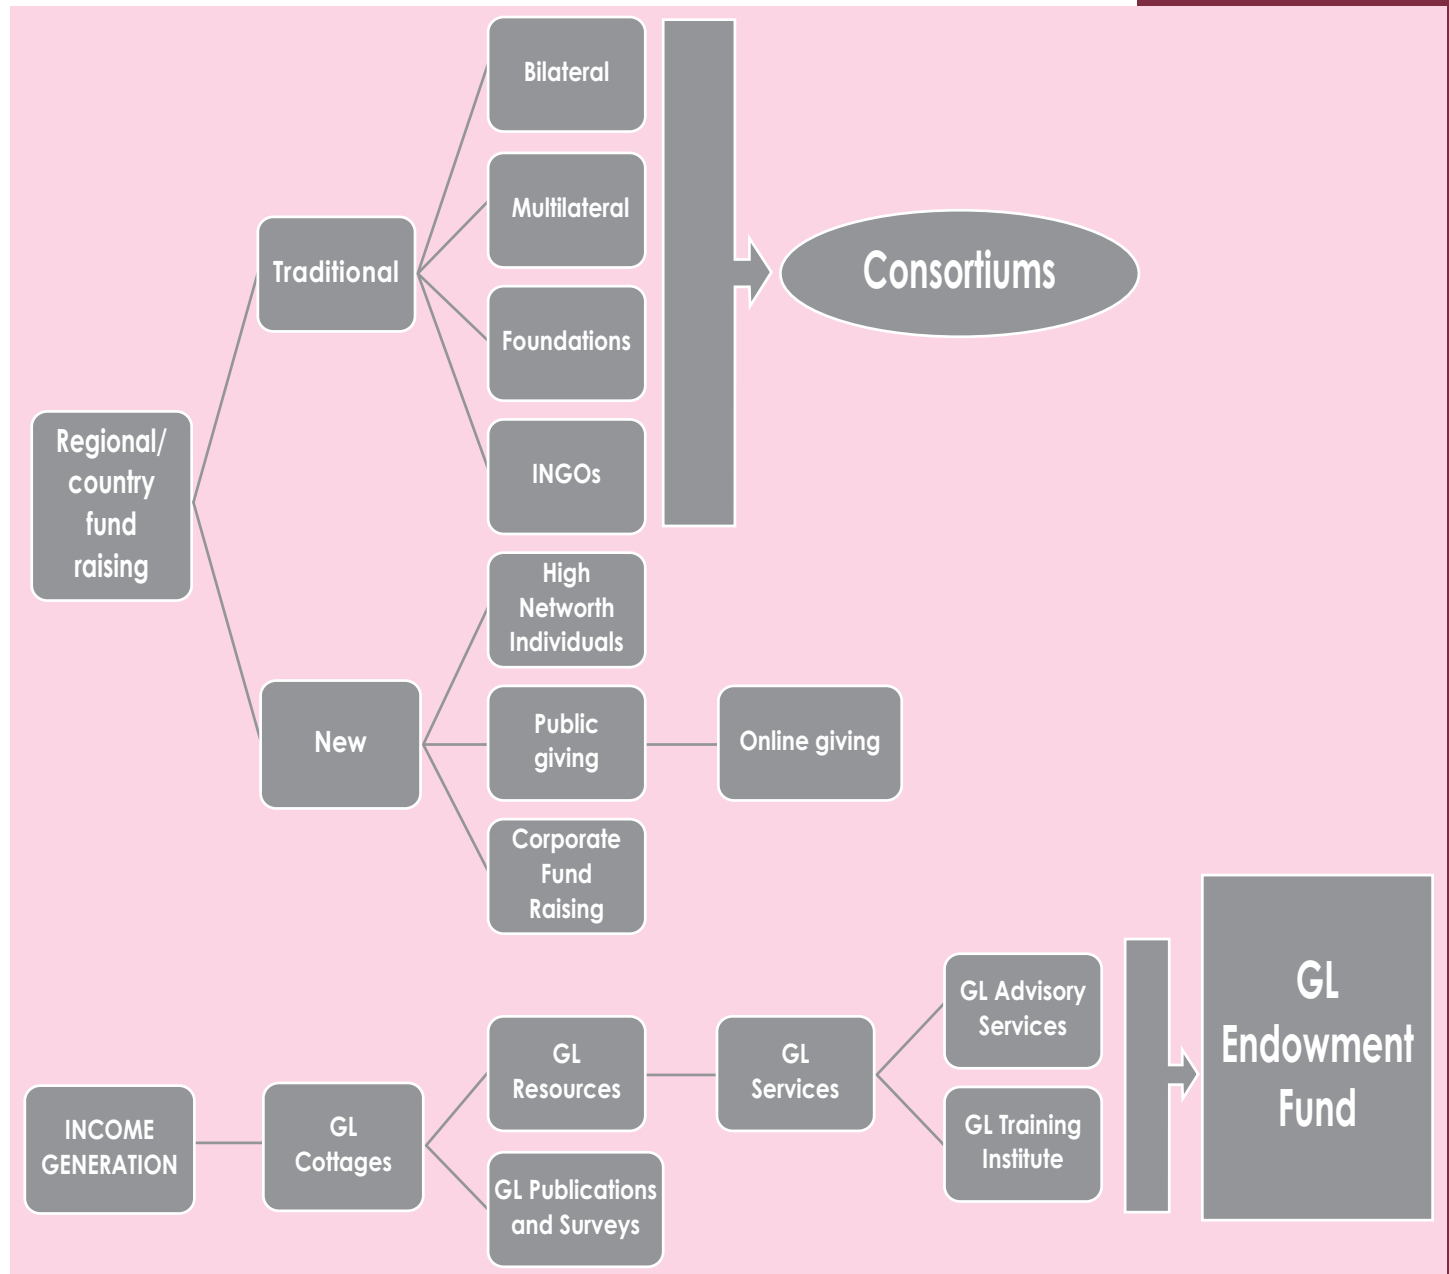 Bilateral
Multilateral
Traditional
Foundations
INGOs
Consortiums
Regional/
country
fund
raising
High
Networth
Individuals
New
Public
giving
Online giving
Corporate
Fund
Raising
INCOME
GENERATION
GL
Cottages
GL
Resources
GL Publications
and Surveys
GL
Services
GL Advisory
Services
GL Training
Institute
GL
Endowment
Fund